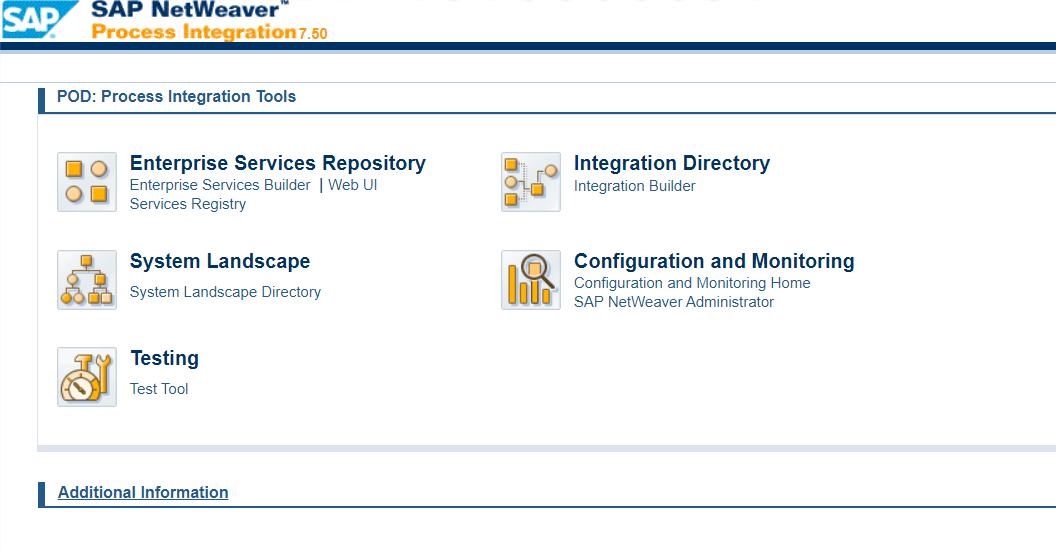 SAP
SAP NetWeaver™
Process Integration 7.50
POD: Process Integration Tools
Enterprise Services Repository
Enterprise Services Builder | Web UI
Services Registry
Integration Directory
Integration Builder
System Landscape
System Landscape Directory
Configuration and Monitoring
Configuration and Monitoring Home
SAP NetWeaver Administrator
Testing
Test Tool
Additional Information